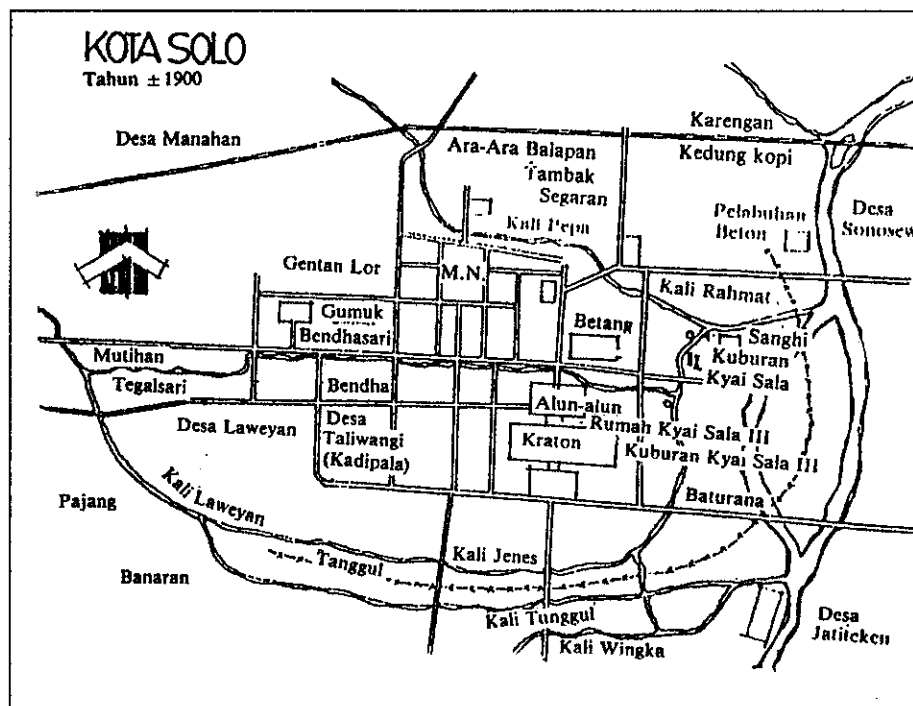 KOTA SOLO
Tahun ± 1900
Karengan
Desa Manahan
Ara-Ara Balapan
Kedung kopi
Tambak
Segaran
Pelabuhan
Beton
Desa
Kali Pepa
Gentan Lor
M.N.
Kali Rahmat
Gumuk
Bendhasari
Betang
Sanghi
Mutihan
Kuburan
Tegalsari
Bendha
Kyai Sala
Alun-alun
Desa Laweyan
Desa
Taliwangi
(Kadipala)
Rumah Kyai Sala III
Kraton
Kuburan Kyai Sala III
Pajang
Kali Laweyan
Baturana
Tanggul
Kali Jenes
Banaran
Kali Tunggul
Kali Wingka
Desa